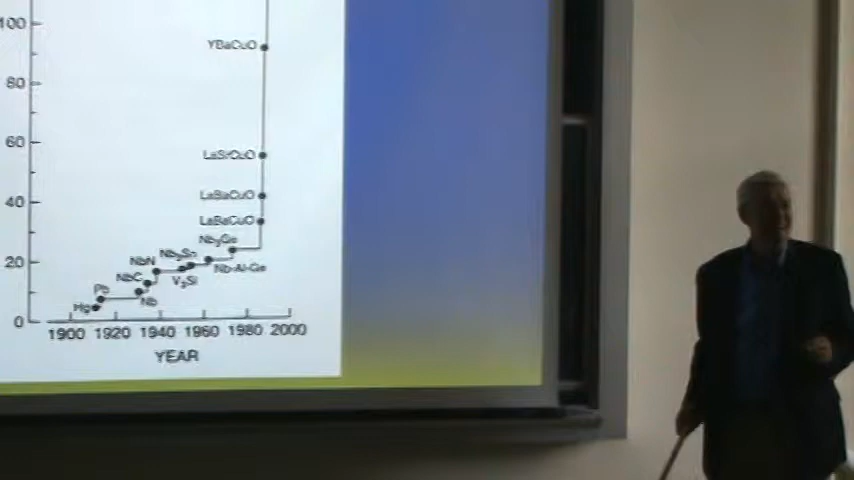 100
YBaCuO
80
60
LaSrCuO
40
LaBaCuO
LaBaCuO
Nb3Ge
Nb3Sn
NbN
20
Nb-Al-Ge
NbC
V3Si
Pb
Nb
Hg
0
1900 1920 1940 1960 1980 2000
YEAR